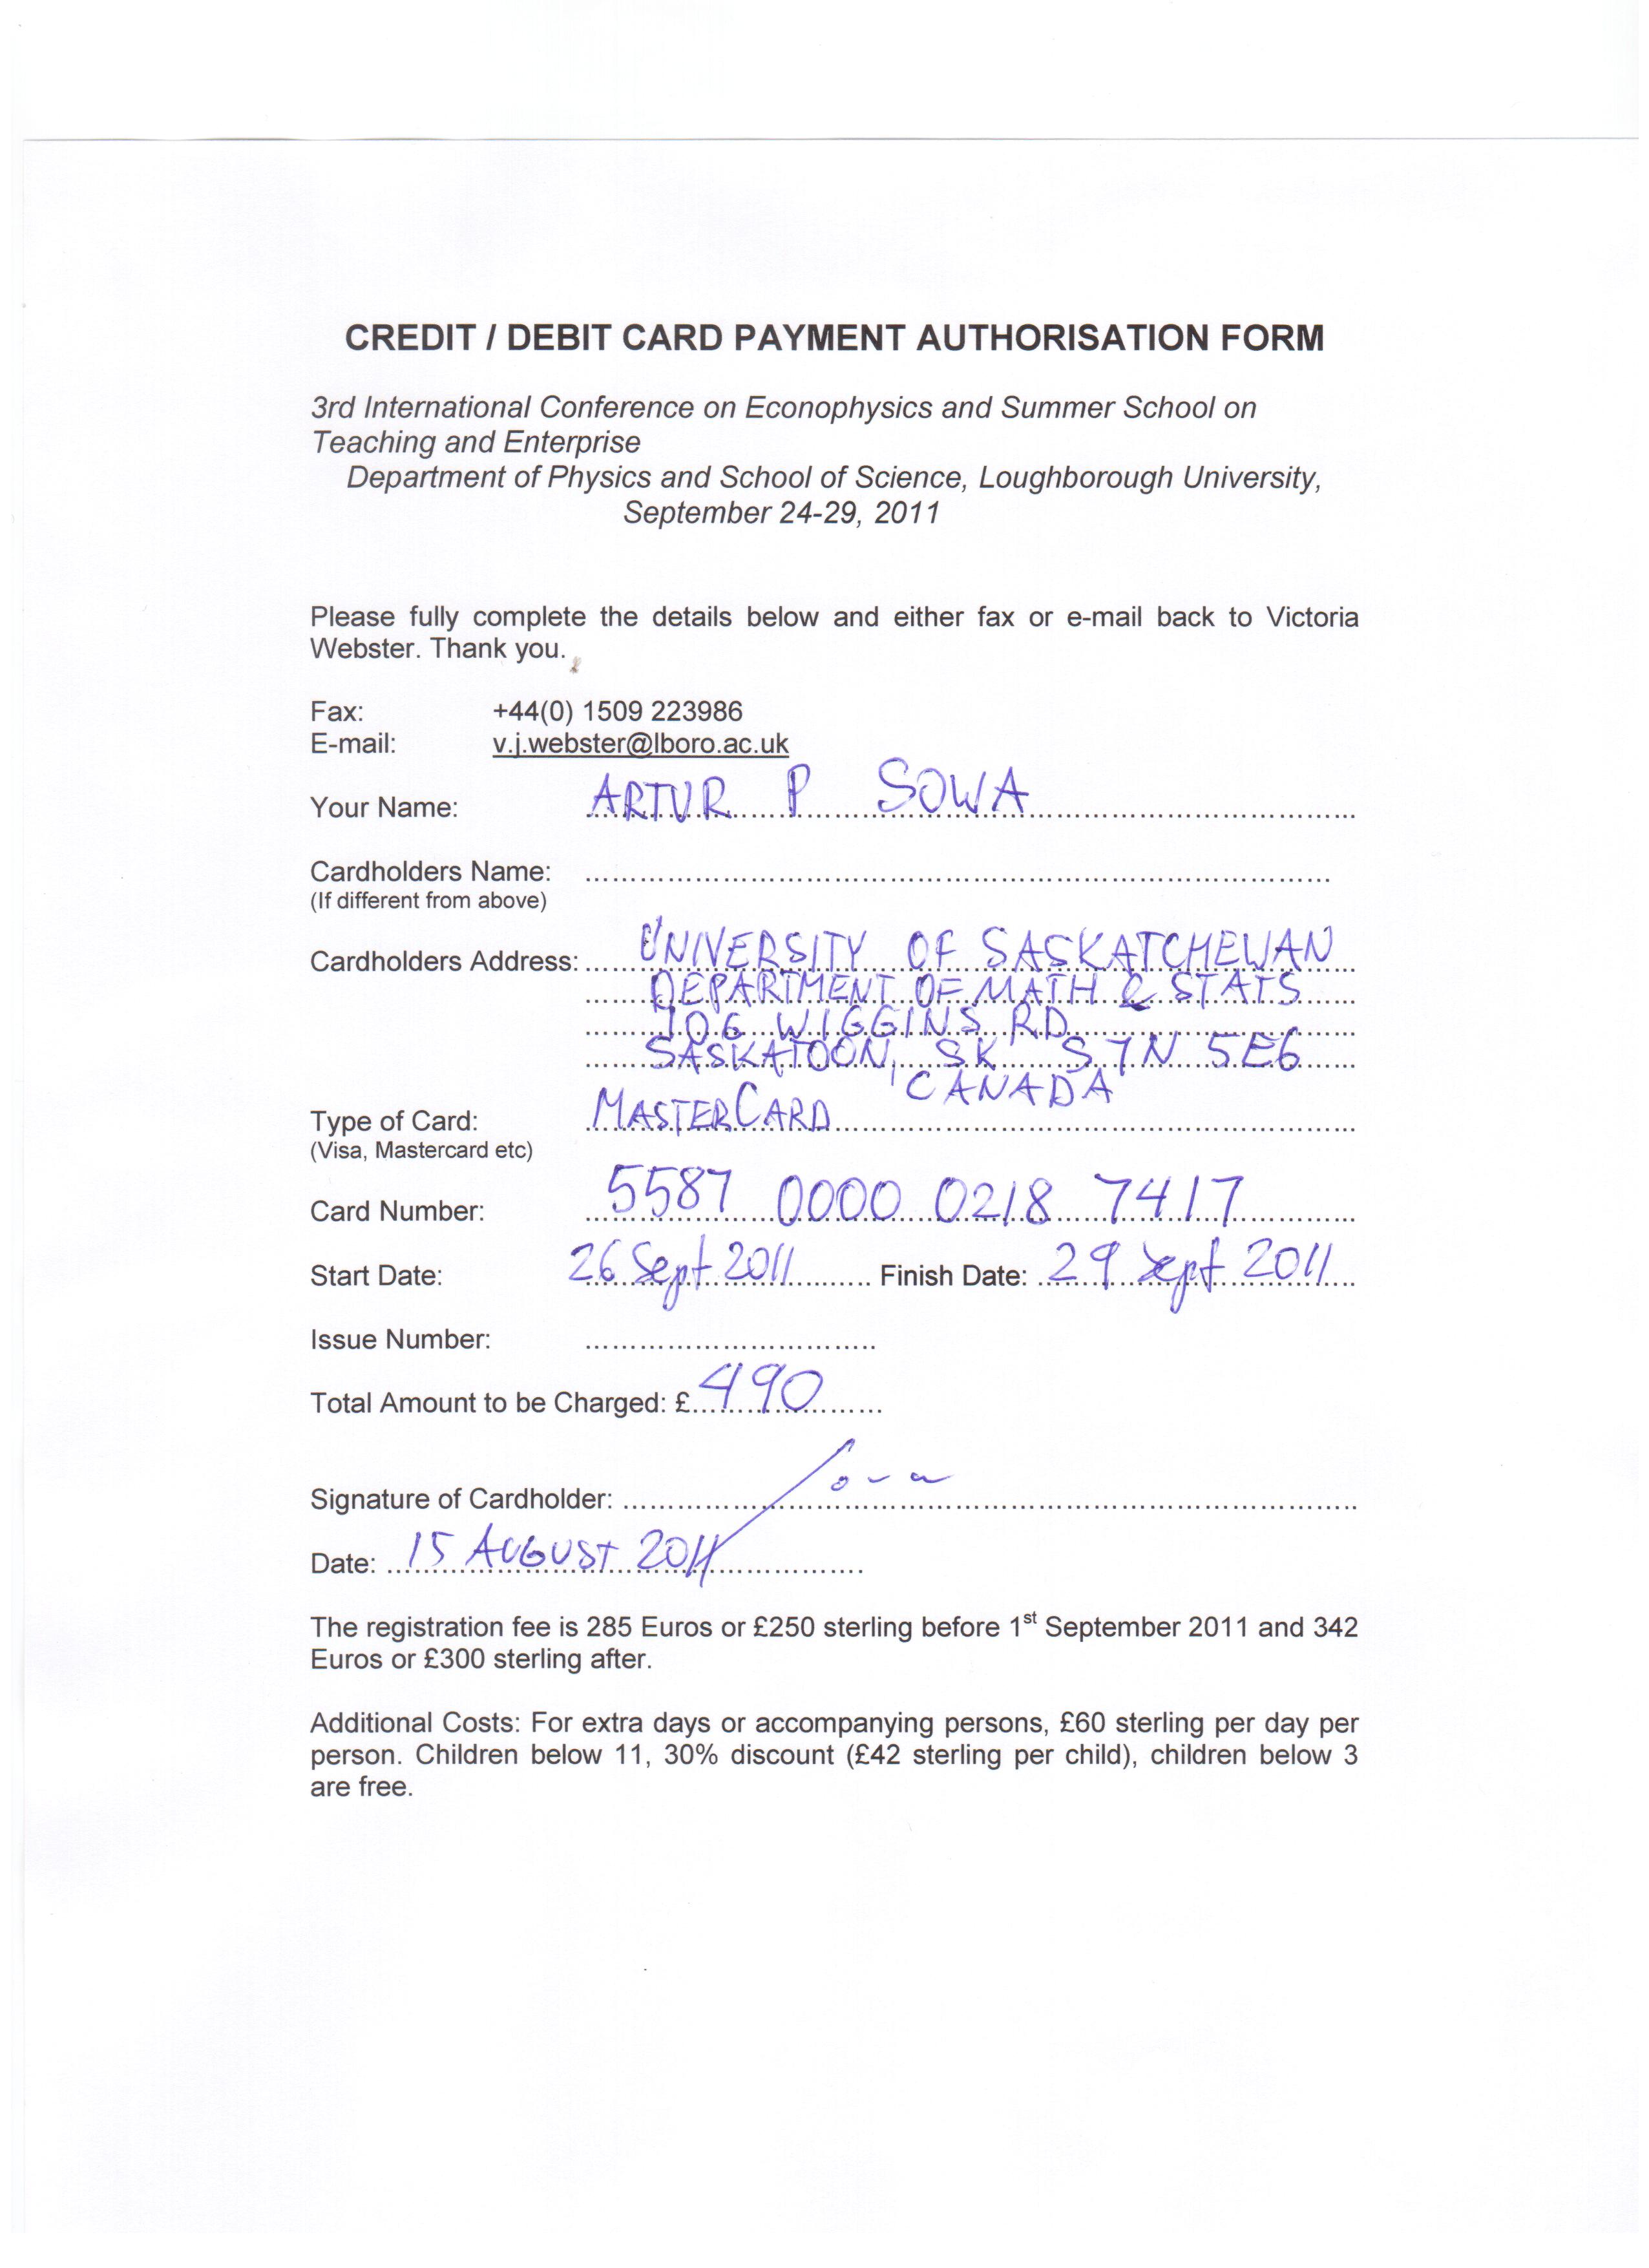 CREDIT / DEBIT CARD PAYMENT AUTHORISATION FORM
3rd International Conference on Econophysics and Summer School on
Teaching and Enterprise
Department of Physics and School of Science, Loughborough University,
September 24-29, 2011
Please fully complete the details below and either fax or e-mail back to Victoria
Webster. Thank you.
Fax: +44(0) 1509 223986
E-mail: v.j.webster@lboro.ac.uk
Your Name: ARTUR P SOWA
Cardholders Name:
(If different from above)
Cardholders Address: UNIVERSITY OF SASKATCHEWAN
DEPARTMENT OF MATH & STATS
106 WIGGINS RD
SASKATOON, SK S7N 5E6
CANADA
Type of Card: MASTERCARD
(Visa, Mastercard etc)
Card Number: 5587 0000 0218 7417
Start Date: 26 Sept 2011 Finish Date: 29 Sept 2011
Issue Number:
Total Amount to be Charged: £ 490
Signature of Cardholder: Sowa
Date: 15 AUGUST 2011
The registration fee is 285 Euros or £250 sterling before 1st September 2011 and 342
Euros or £300 sterling after.
Additional Costs: For extra days or accompanying persons, £60 sterling per day per
person. Children below 11, 30% discount (£42 sterling per child), children below 3
are free.